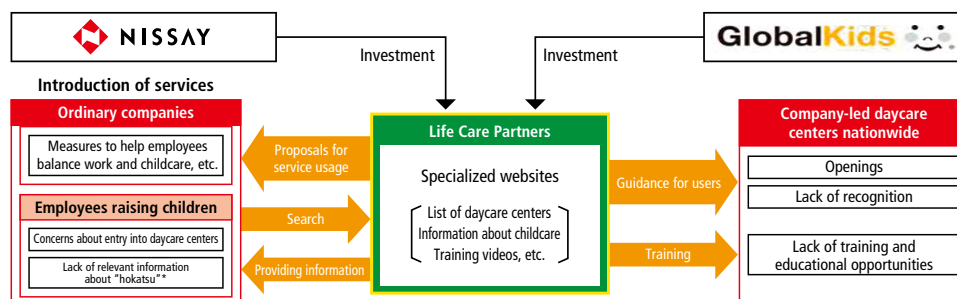 NISSAY
Investment
Investment
GlobalKids
Introduction of services
Ordinary companies
Measures to help employees
balance work and childcare, etc.
Employees raising children
Concerns about entry into daycare centers
Lack of relevant information
about "hokatsu"*
Proposals for
service usage
Search
Providing information
Life Care Partners
Specialized websites
List of daycare centers
Information about childcare
Training videos, etc.
Guidance for users
Training
Company-led daycare
centers nationwide
Openings
Lack of recognition
Lack of training and
educational opportunities